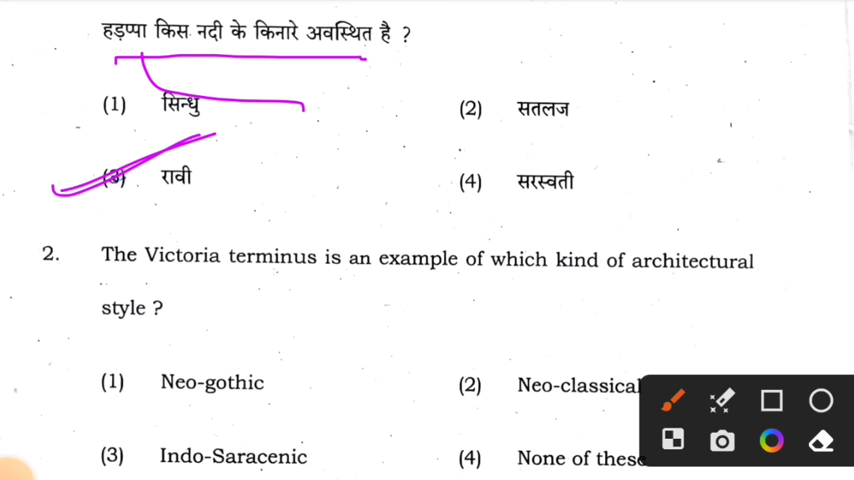 हड़प्पा किस नदी के किनारे अवस्थित है ?
(1) सिन्धु (2) सतलज
(3) रावी (4) सरस्वती
2. The Victoria terminus is an example of which kind of architectural
style ?
(1) Neo-gothic (2) Neo-classical
(3) Indo-Saracenic (4) None of these